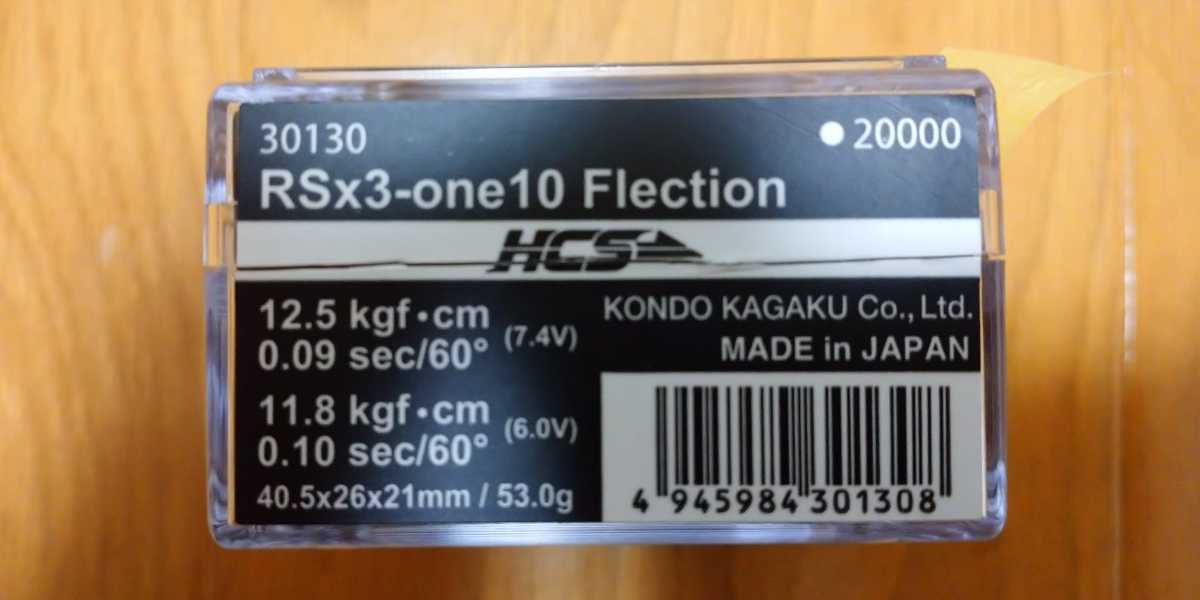 30130
●20000
RSx3-one10 Flection
HCS
12.5 kgf•cm
0.09 sec/60° (7.4V)
KONDO KAGAKU Co., Ltd.
MADE in JAPAN
11.8 kgf•cm
0.10 sec/60° (6.0V)
40.5x26x21mm / 53.0g
4 945984 301308